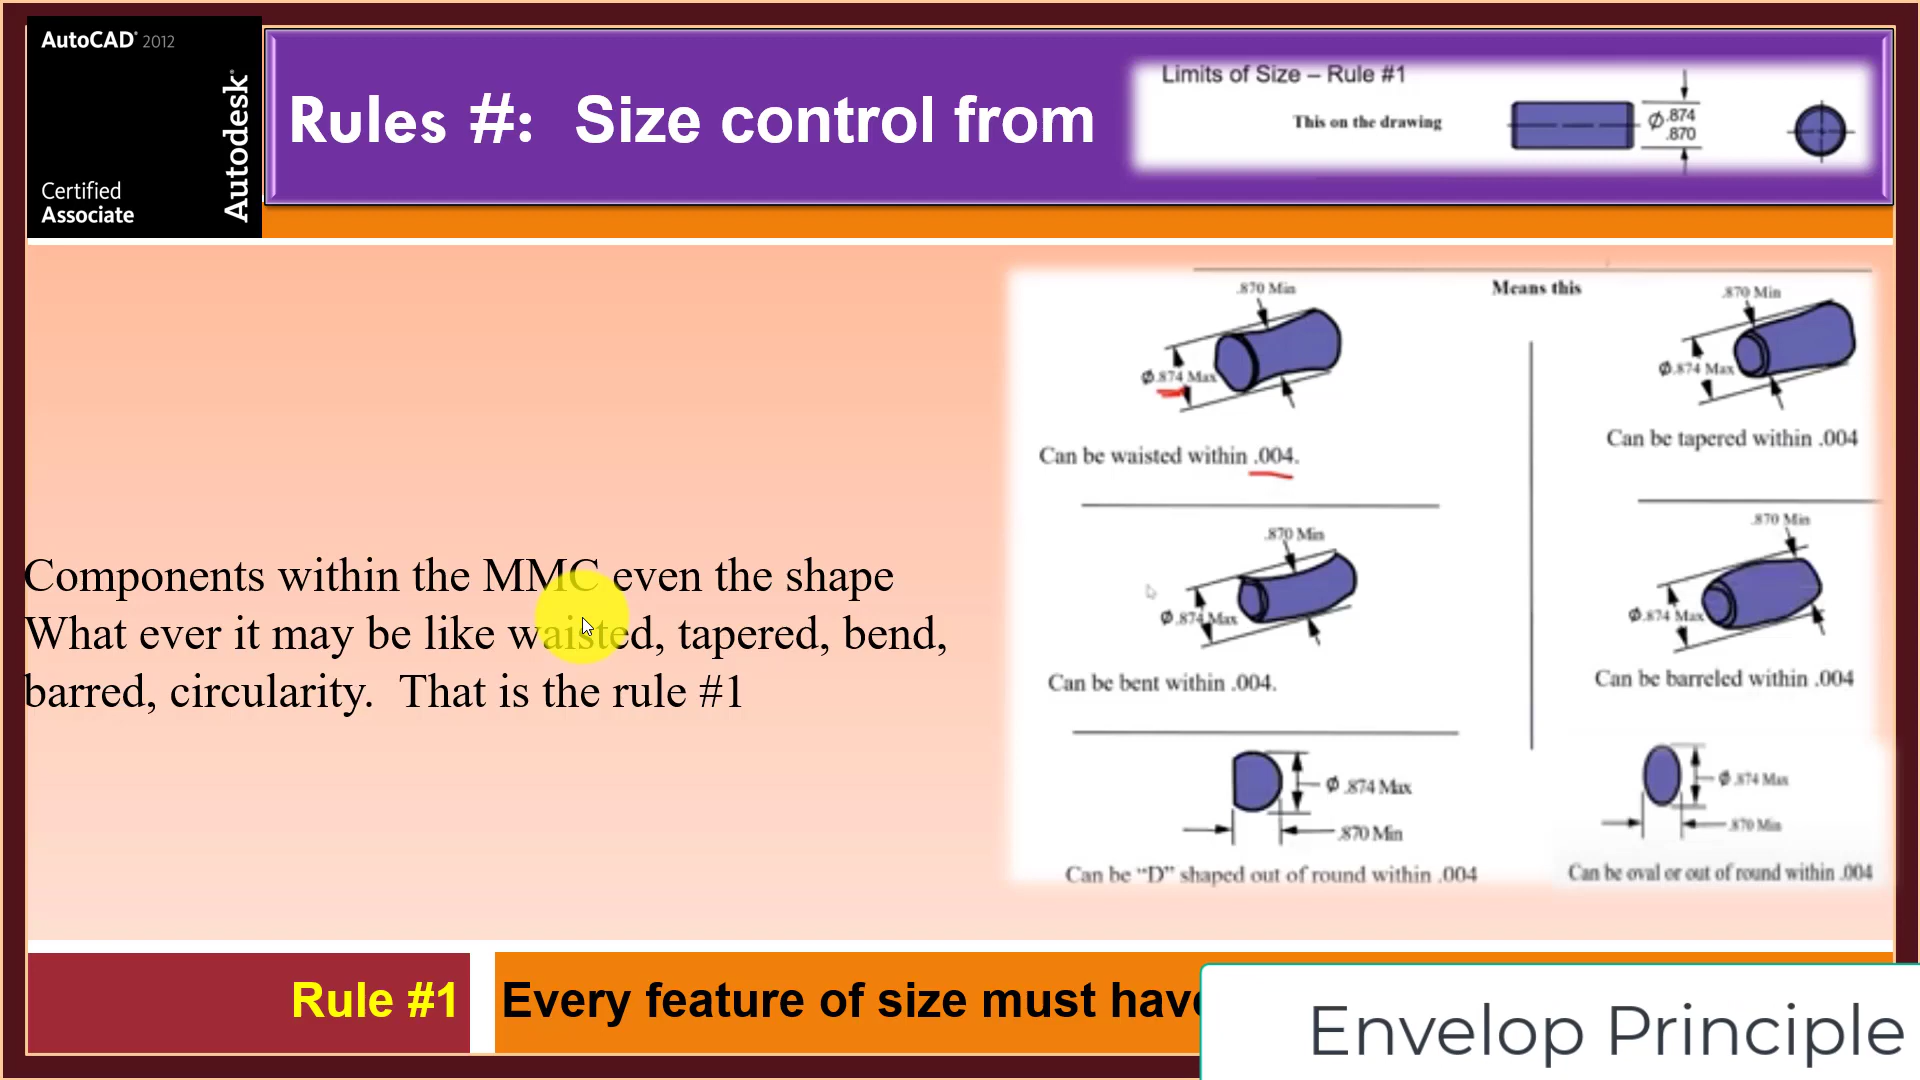 AutoCAD® 2012
Autodesk®
Certified
Associate
Rules #:  Size control from
Limits of Size – Rule #1
This on the drawing
Ø.874
.870
Means this
.870 Min
Ø.874 Max
Can be waisted within .004.
.870 Min
Ø.874 Max
Can be tapered within .004
.870 Min
Ø.874 Max
Can be bent within .004.
.870 Min
Ø.874 Max
Can be barreled within .004
Ø .874 Max
.870 Min
Can be “D” shaped out of round within .004
Ø .874 Max
.870 Min
Can be oval or out of round within .004
Components within the MMC even the shape
What ever it may be like waisted, tapered, bend,
barred, circularity.  That is the rule #1
Rule #1
Every feature of size must have
Envelop Principle